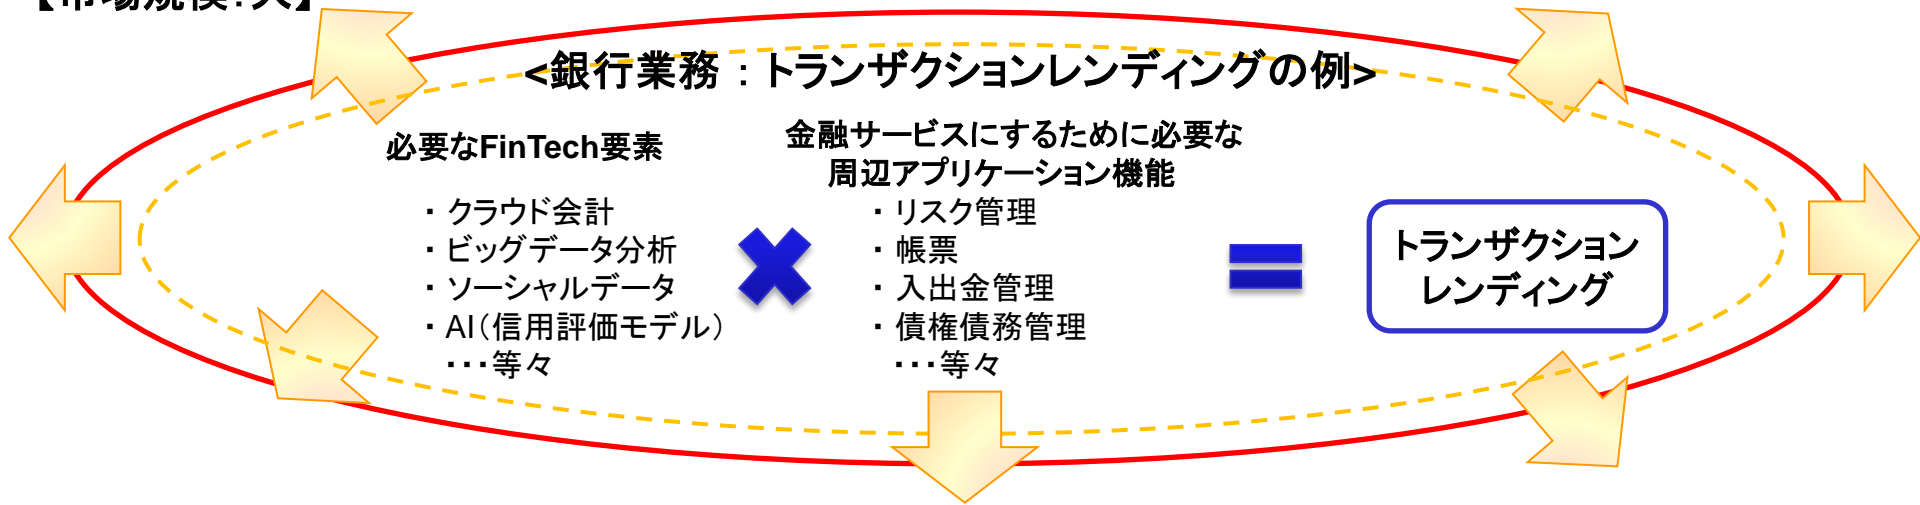 【市場規模:大】
<銀行業務：トランザクションレンディングの例>
必要なFinTech要素
・クラウド会計
・ビッグデータ分析
・ソーシャルデータ
・AI（信用評価モデル）
・・・等々
金融サービスにするために必要な
周辺アプリケーション機能
・リスク管理
・帳票
・入出金管理
・債権債務管理
・・・等々
トランザクション
レンディング